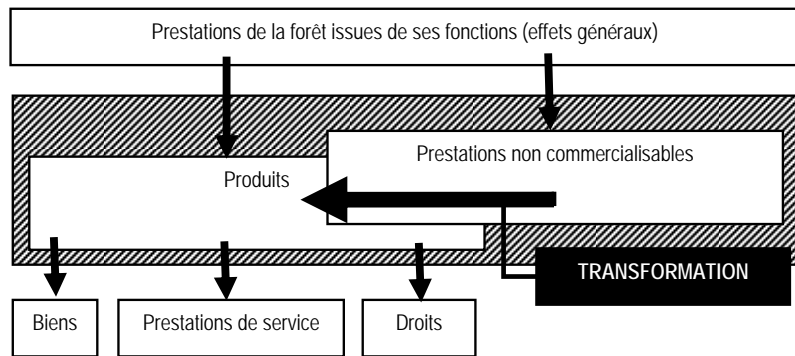 Prestations de la forêt issues de ses fonctions (effets généraux)
Prestations non commercialisables
Produits
TRANSFORMATION
Biens
Prestations de service
Droits